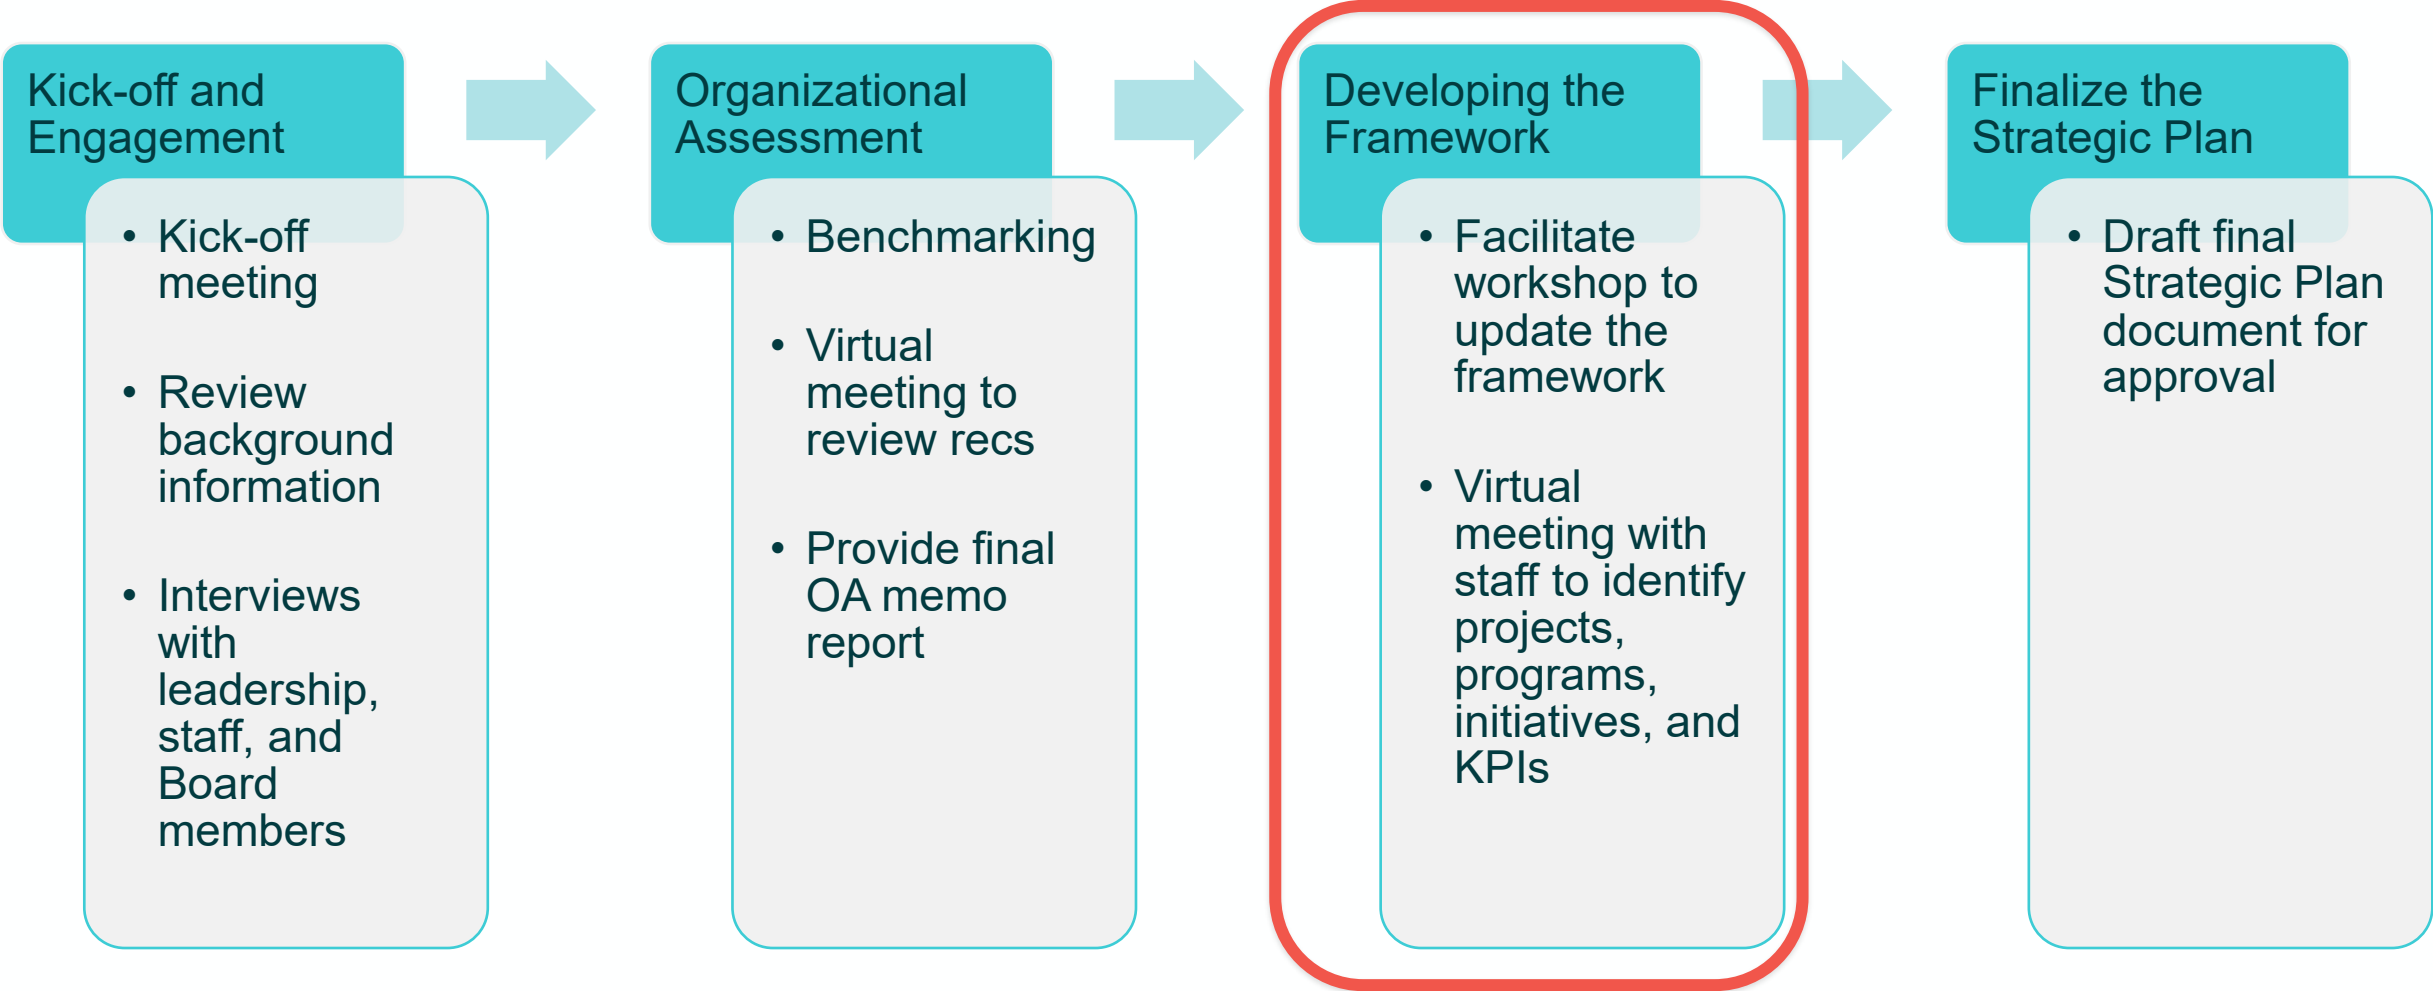 Kick-off and
Engagement
• Kick-off
meeting
• Review
background
information
• Interviews
with
leadership,
staff, and
Board
members
Organizational
Assessment
• Benchmarking
• Virtual
meeting to
review recs
• Provide final
OA memo
report
Developing the
Framework
• Facilitate
workshop to
update the
framework
• Virtual
meeting with
staff to identify
projects,
programs,
initiatives, and
KPIs
Finalize the
Strategic Plan
• Draft final
Strategic Plan
document for
approval